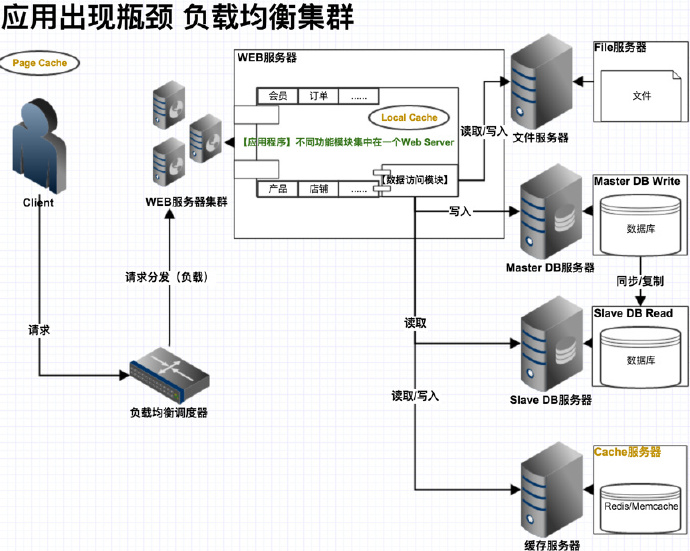 应用出现瓶颈 负载均衡集群
Page Cache
Client
请求
负载均衡调度器
请求分发（负载）
WEB服务器集群
WEB服务器
会员
订单
......
Local Cache
【应用程序】不同功能模块集中在一个Web Server
【数据访问模块】
产品
店铺
......
读取/写入
文件服务器
File服务器
文件
写入
Master DB服务器
Master DB Write
数据库
同步/复制
读取
Slave DB服务器
Slave DB Read
数据库
读取/写入
缓存服务器
Cache服务器
Redis/Memcache